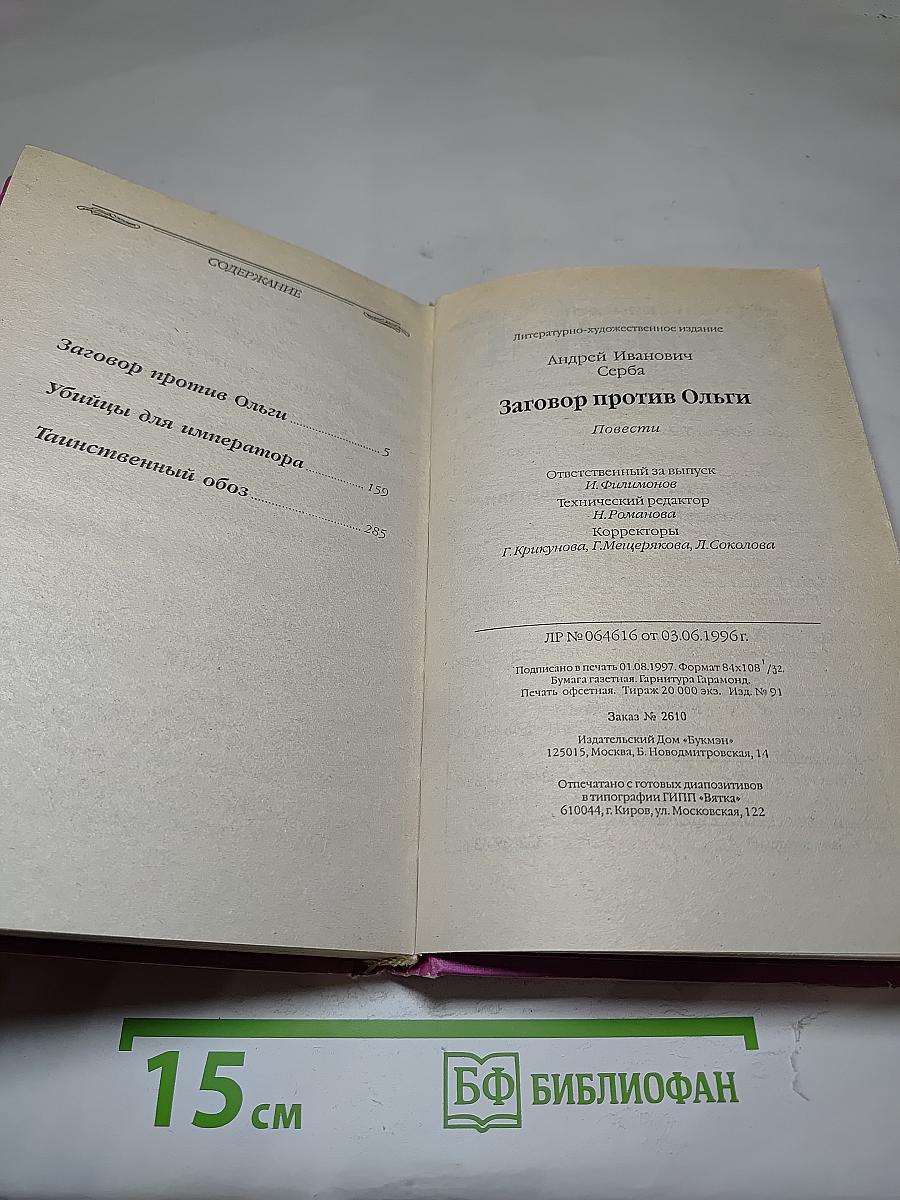 СОДЕРЖАНИЕ
Заговор против Ольги ........................ 5
Убийцы для императора ................ 159
Таинственный обоз ........................ 285
Литературно-художественное издание
Андрей Иванович
Серба
Заговор против Ольги
Повести
Ответственный за выпуск
И.Филимонов
Технический редактор
Н.Романова
Корректоры
Г.Крикунова, Г.Мещерякова, Л.Соколова
ЛР №064616 от 03.06.1996г.
Подписано в печать 01.08.1997. Формат 84х108 1/32.
Бумага газетная. Гарнитура Гарамонд.
Печать офсетная. Тираж 20 000 экз. Изд. № 91
Заказ № 2610
Издательский Дом «Букмэн»
125015, Москва, Б. Новодмитровская, 14
Отпечатано с готовых диапозитивов
в типографии ГИПП «Вятка»
610044, г. Киров, ул. Московская, 122
15 см
БФ БИБЛИОФАН